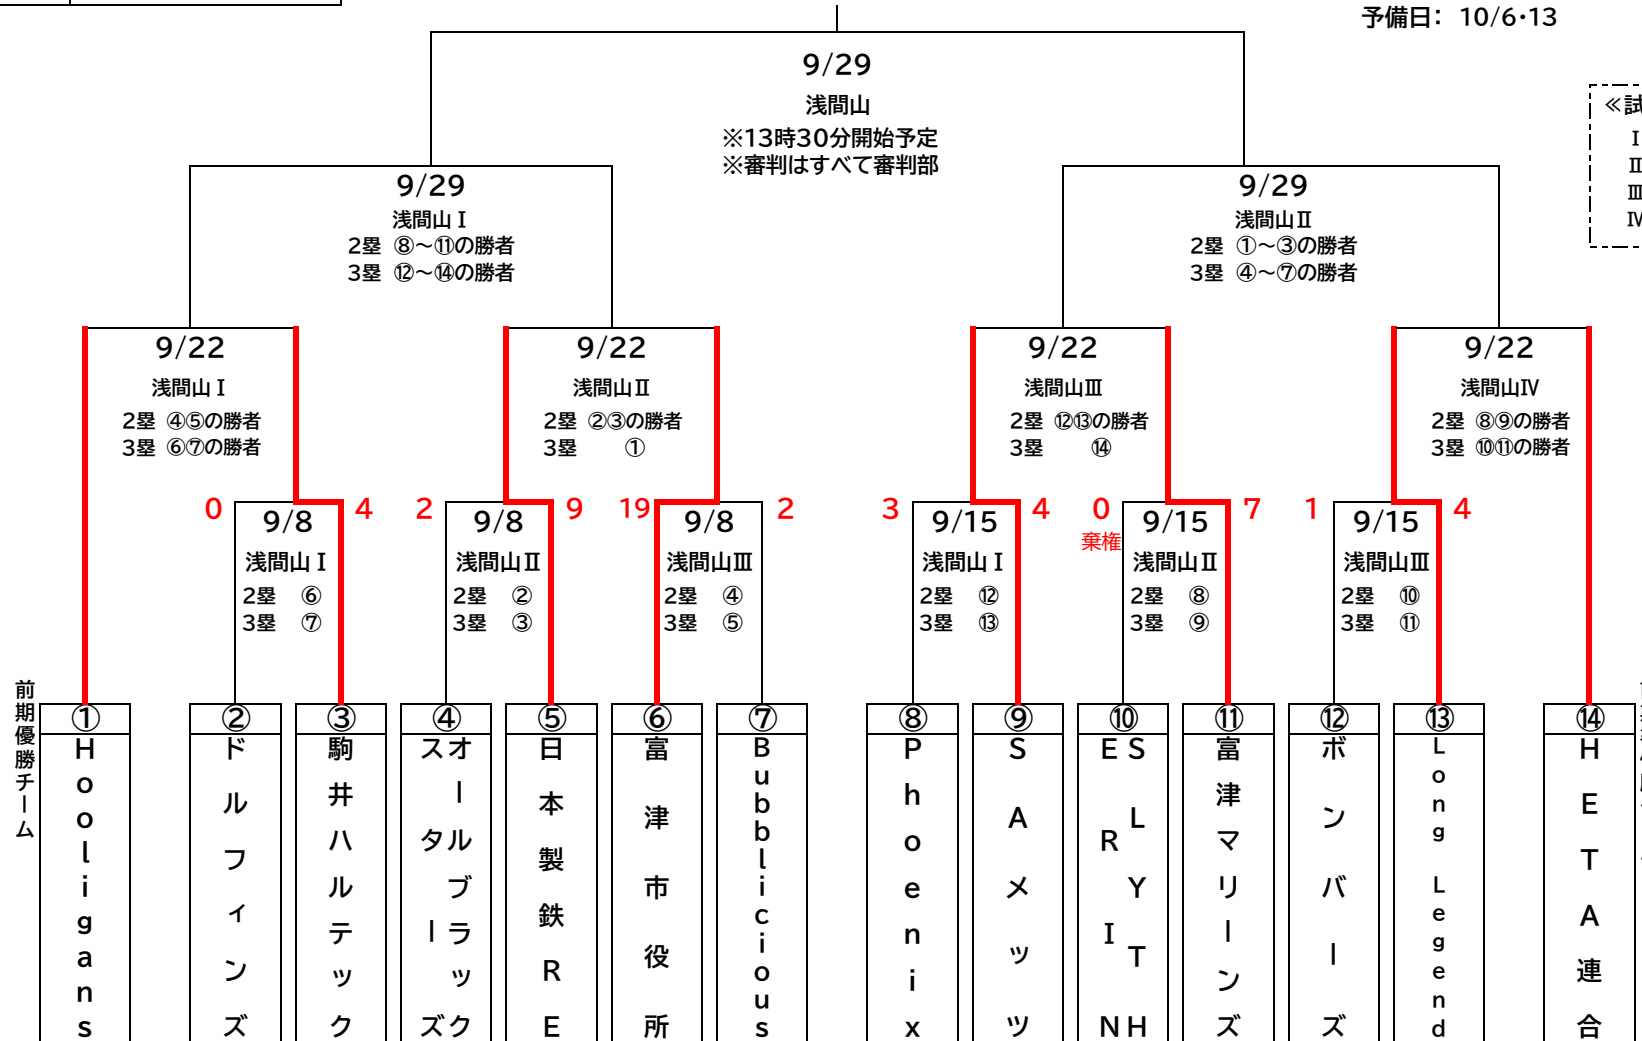 予備日： 10/6・13
9/29
浅間山
※13時30分開始予定
※審判はすべて審判部
≪試
Ⅰ
Ⅱ
Ⅲ
Ⅳ
9/29
浅間山Ⅰ
2塁 ⑧～⑪の勝者
3塁 ⑫～⑭の勝者
9/29
浅間山Ⅱ
2塁 ①～③の勝者
3塁 ④～⑦の勝者
9/22
浅間山Ⅰ
2塁 ④⑤の勝者
3塁 ⑥⑦の勝者
9/22
浅間山Ⅱ
2塁 ②③の勝者
3塁 ①
9/22
浅間山Ⅲ
2塁 ⑫⑬の勝者
3塁 ⑭
9/22
浅間山Ⅳ
2塁 ⑧⑨の勝者
3塁 ⑩⑪の勝者
0 9/8 4
浅間山Ⅰ
2塁 ⑥
3塁 ⑦
2 9/8 9
浅間山Ⅱ
2塁 ②
3塁 ③
19 9/8 2
浅間山Ⅲ
2塁 ④
3塁 ⑤
3 9/15 4
浅間山Ⅰ
2塁 ⑫
3塁 ⑬
0 9/15 7
棄権
浅間山Ⅱ
2塁 ⑧
3塁 ⑨
1 9/15 4
浅間山Ⅲ
2塁 ⑩
3塁 ⑪
前期優勝チーム
① Hooligans
② ドルフィンズ
③ 駒井ハルテック
④ オールブラックスターズ
⑤ 日本製鉄RE
⑥ 富津市役所
⑦ Bubblicious
⑧ Phoenix
⑨ SAメッツ
⑩ SLYTHERIN
⑪ 富津マリーンズ
⑫ ボンバーズ
⑬ Long Legend
⑭ HETA連合